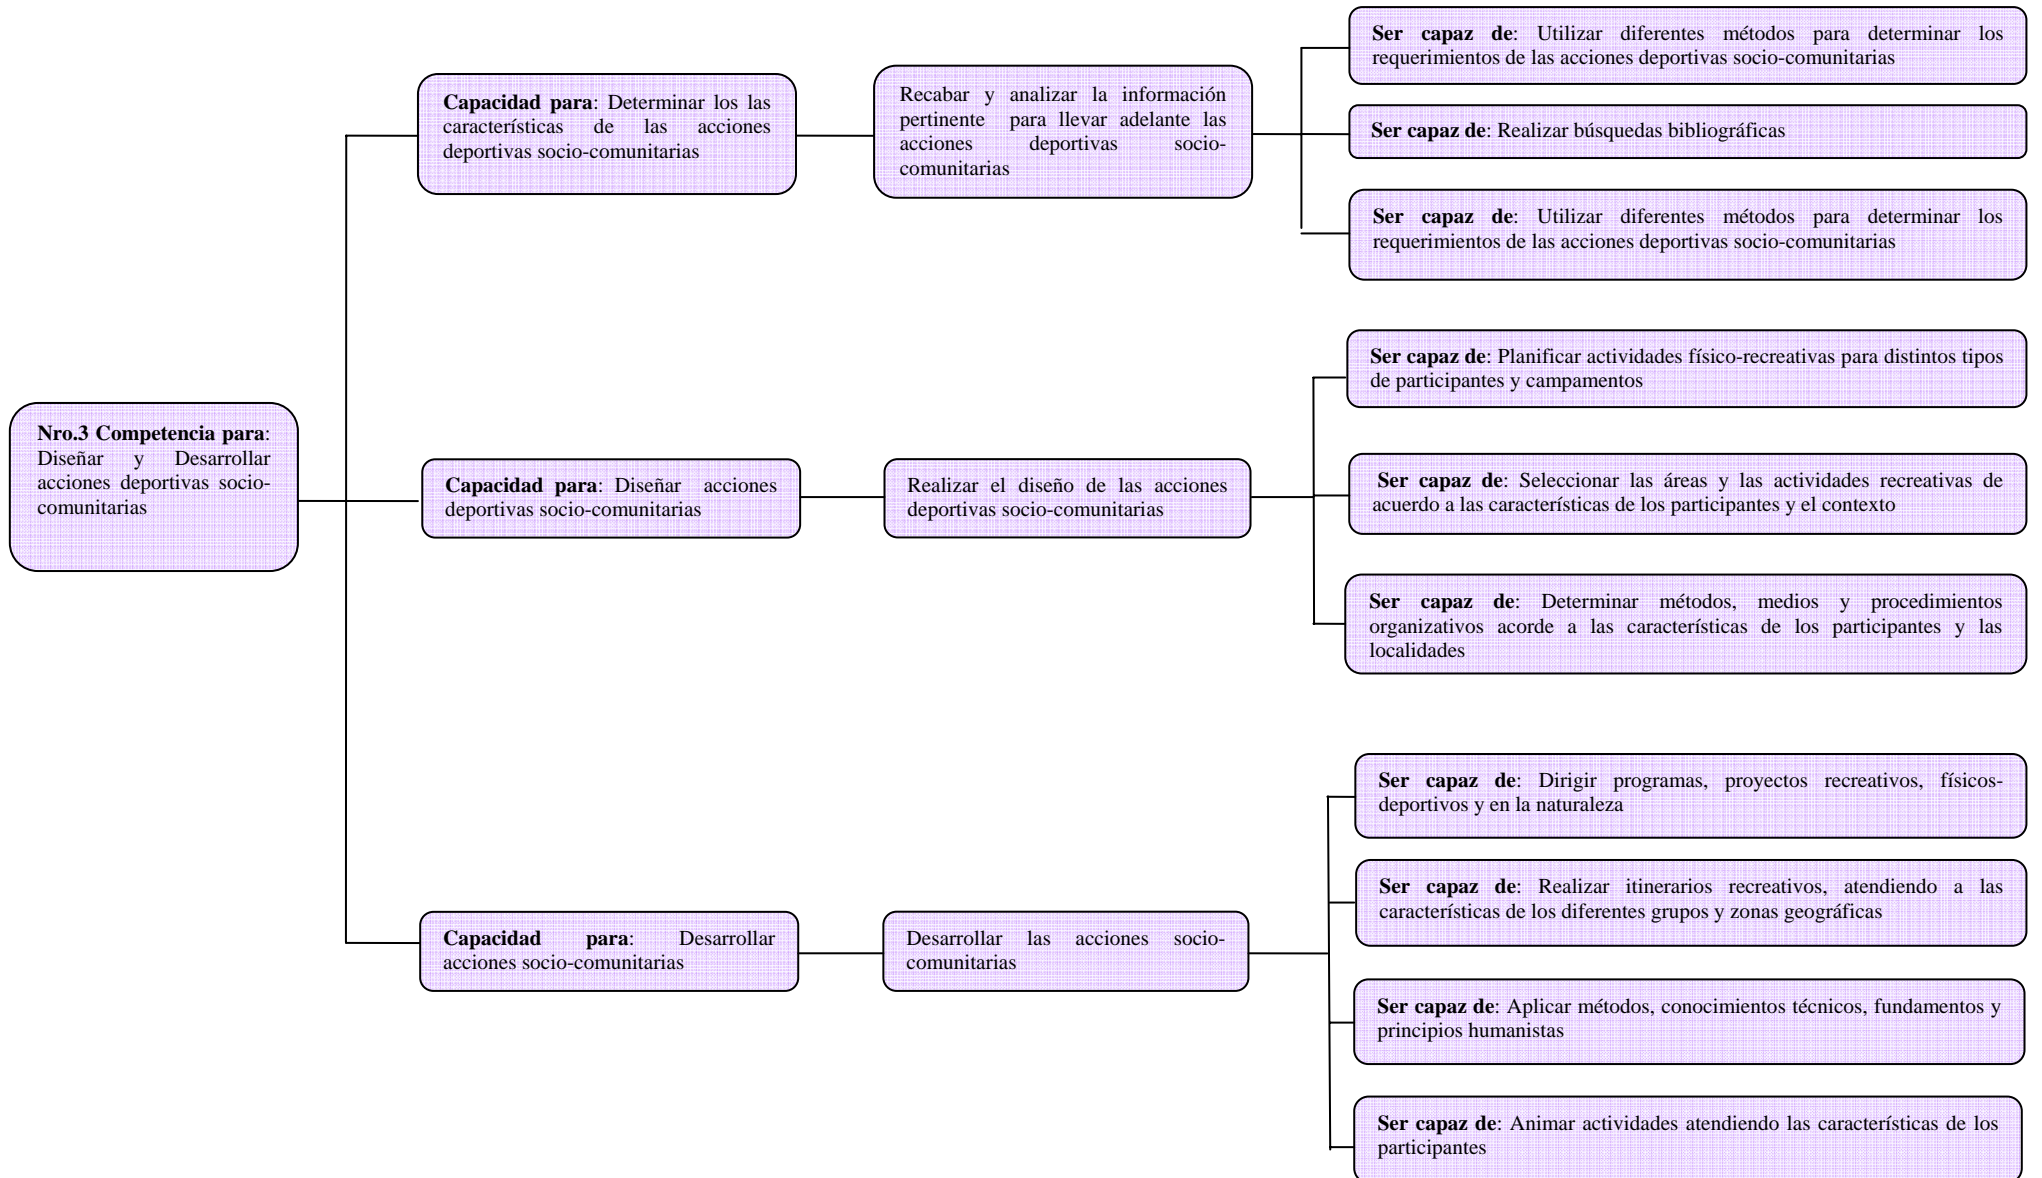 Nro.3 Competencia para:
Diseñar y Desarrollar
acciones deportivas socio-
comunitarias
Capacidad para: Determinar los las
características de las acciones
deportivas socio-comunitarias
Recabar y analizar la información
pertinente para llevar adelante las
acciones deportivas socio-
comunitarias
Ser capaz de: Utilizar diferentes métodos para determinar los
requerimientos de las acciones deportivas socio-comunitarias
Ser capaz de: Realizar búsquedas bibliográficas
Ser capaz de: Utilizar diferentes métodos para determinar los
requerimientos de las acciones deportivas socio-comunitarias
Capacidad para: Diseñar acciones
deportivas socio-comunitarias
Realizar el diseño de las acciones
deportivas socio-comunitarias
Ser capaz de: Planificar actividades físico-recreativas para distintos tipos
de participantes y campamentos
Ser capaz de: Seleccionar las áreas y las actividades recreativas de
acuerdo a las características de los participantes y el contexto
Ser capaz de: Determinar métodos, medios y procedimientos
organizativos acorde a las características de los participantes y las
localidades
Capacidad para: Desarrollar
acciones socio-comunitarias
Desarrollar las acciones socio-
comunitarias
Ser capaz de: Dirigir programas, proyectos recreativos, físicos-
deportivos y en la naturaleza
Ser capaz de: Realizar itinerarios recreativos, atendiendo a las
características de los diferentes grupos y zonas geográficas
Ser capaz de: Aplicar métodos, conocimientos técnicos, fundamentos y
principios humanistas
Ser capaz de: Animar actividades atendiendo las características de los
participantes